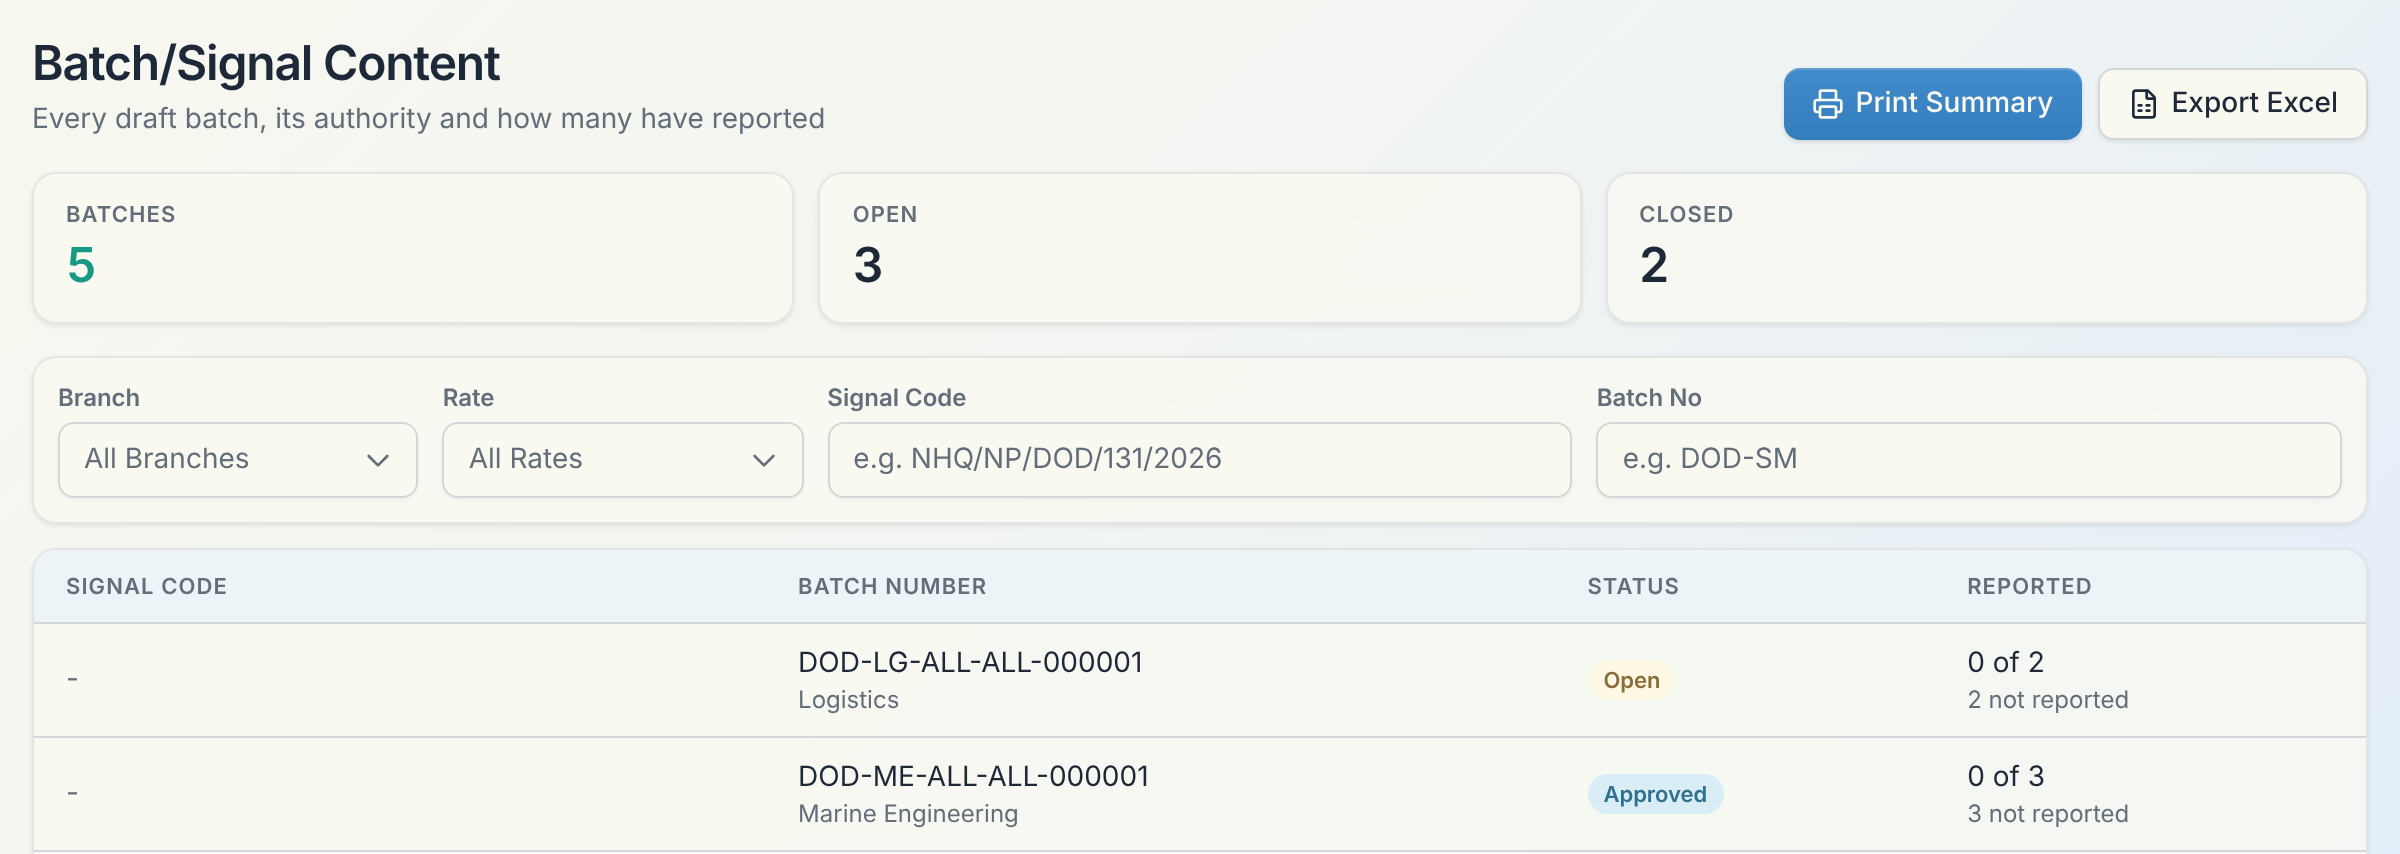 Batch/Signal Content
Every draft batch, its authority and how many have reported
Print Summary
Export Excel
BATCHES
5
OPEN
3
CLOSED
2
Branch
All Branches
Rate
All Rates
Signal Code
e.g. NHQ/NP/DOD/131/2026
Batch No
e.g. DOD-SM
SIGNAL CODE BATCH NUMBER STATUS REPORTED
- DOD-LG-ALL-ALL-000001 Open 0 of 2
Logistics 2 not reported
- DOD-ME-ALL-ALL-000001 Approved 0 of 3
Marine Engineering 3 not reported